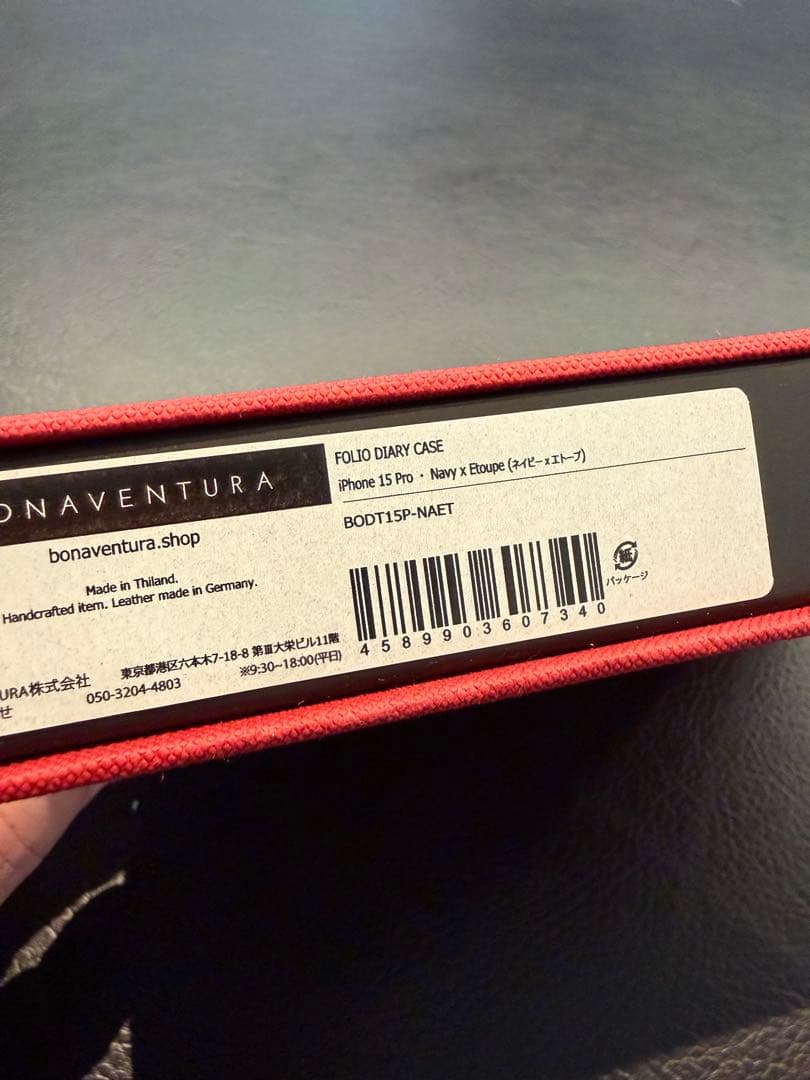 ONAVENTURA
bonaventura.shop
Made in Thiland.
Handcrafted item. Leather made in Germany.
東京都港区六本木7-18-8 第Ⅲ大栄ビル11階
URA株式会社
050-3204-4803
※9:30~18:00(平日)
せ
FOLIO DIARY CASE
iPhone 15 Pro・Navy x Etoupe (ネイビー x エトープ)
BODT15P-NAET
4589903607340
紙
パッケージ